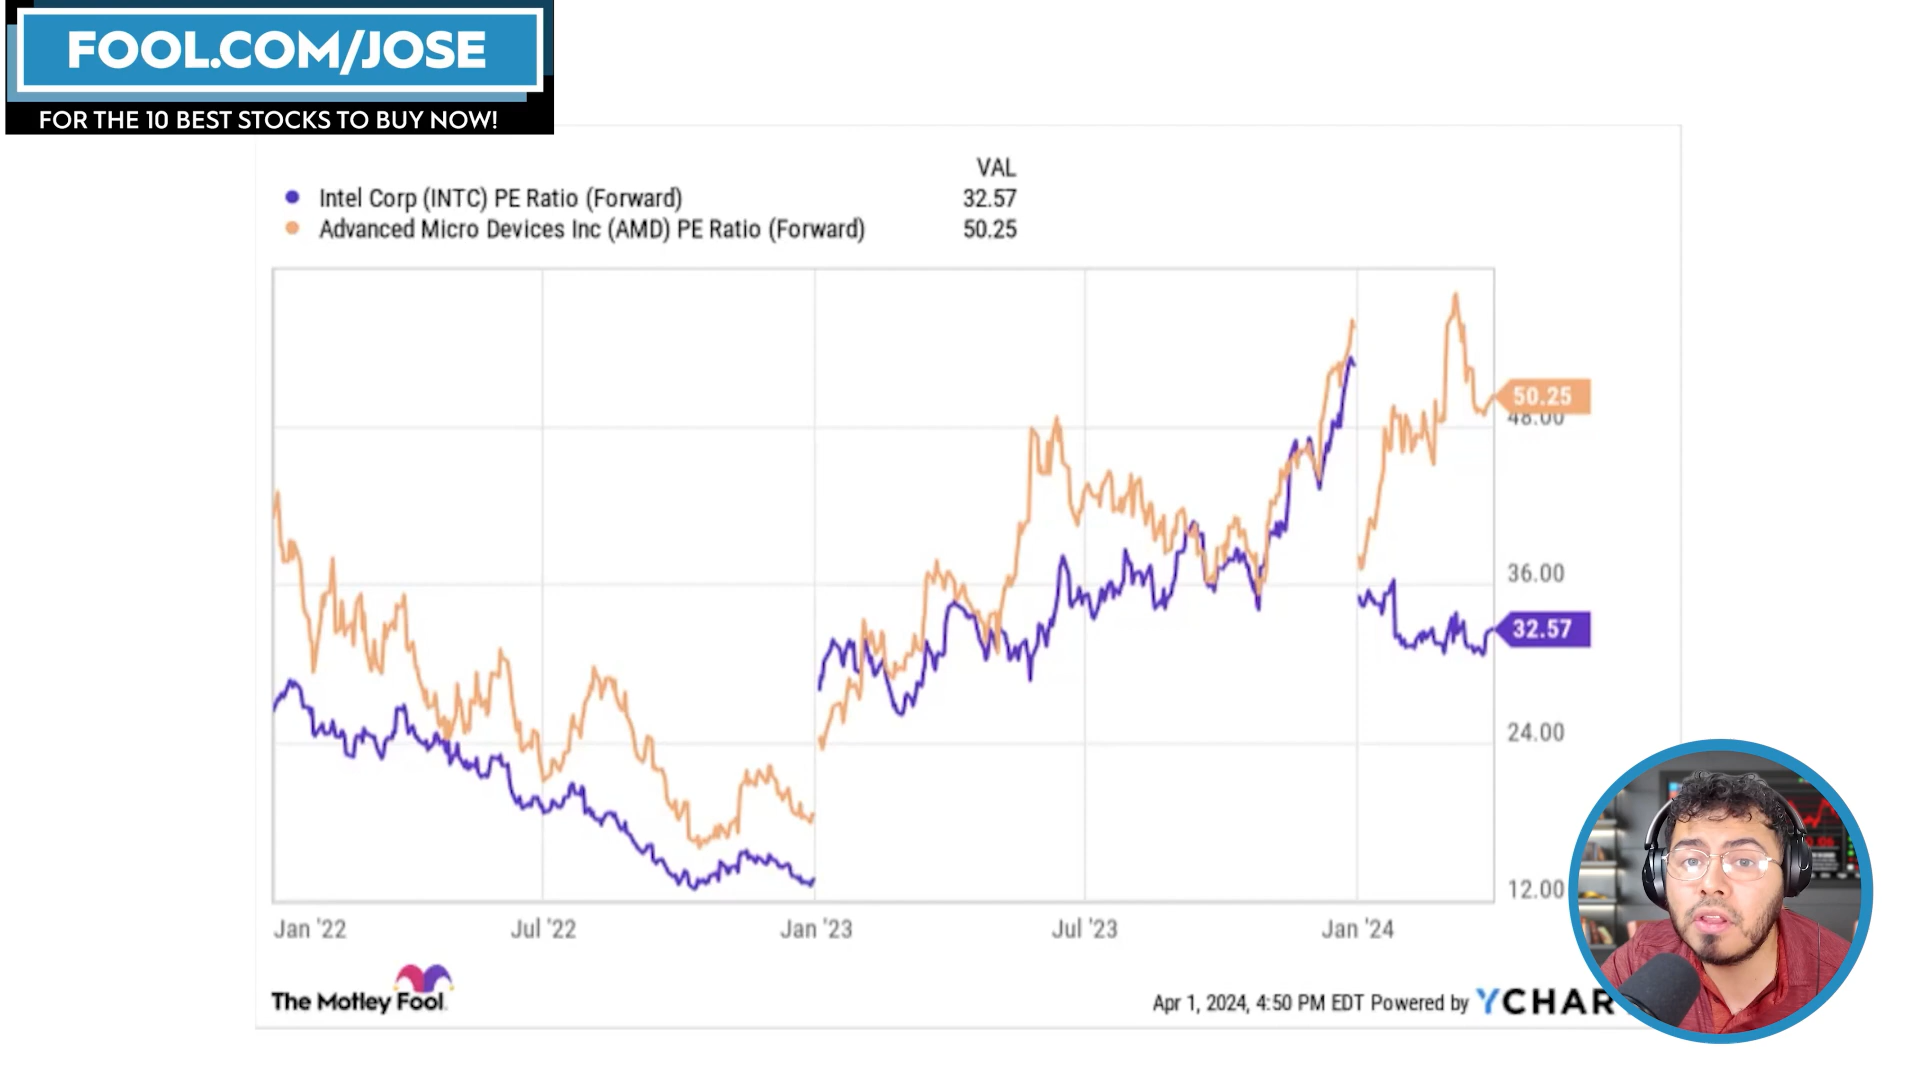 FOOL.COM/JOSE
FOR THE 10 BEST STOCKS TO BUY NOW!
VAL
Intel Corp (INTC) PE Ratio (Forward) 32.57
Advanced Micro Devices Inc (AMD) PE Ratio (Forward) 50.25
50.25
48.00
36.00
32.57
24.00
12.00
Jan '22 Jul '22 Jan '23 Jul '23 Jan '24
The Motley Fool
Apr 1, 2024, 4:50 PM EDT Powered by YCHAR